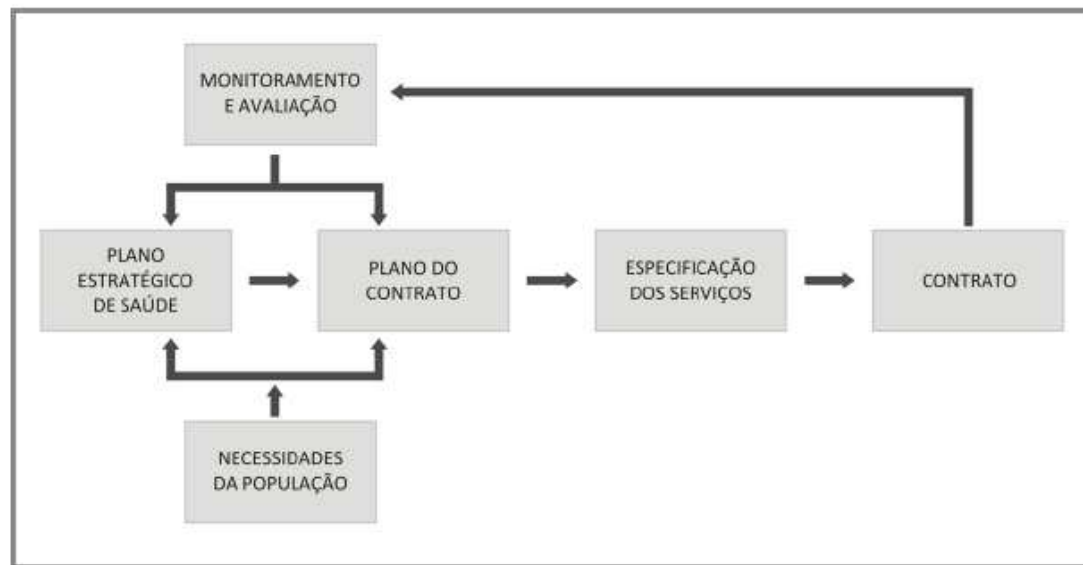 MONITORAMENTO
E AVALIAÇÃO
PLANO
ESTRATÉGICO
DE SAÚDE
PLANO DO
CONTRATO
ESPECIFICAÇÃO
DOS SERVIÇOS
CONTRATO
NECESSIDADES
DA POPULAÇÃO